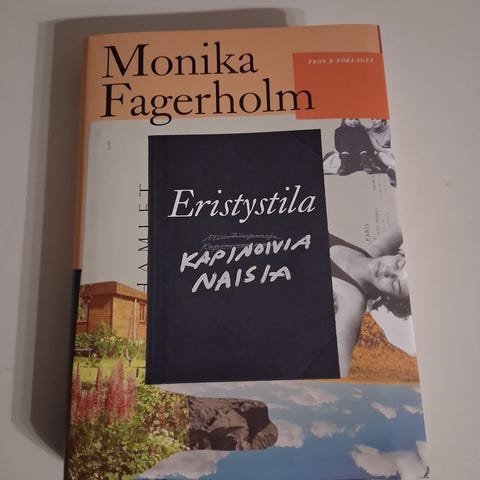 Monika
Fagerholm
TEOS & FÖRLAGET
Eristystila
KAPINOIVIA
NAISIA
HAMLET
PARIS